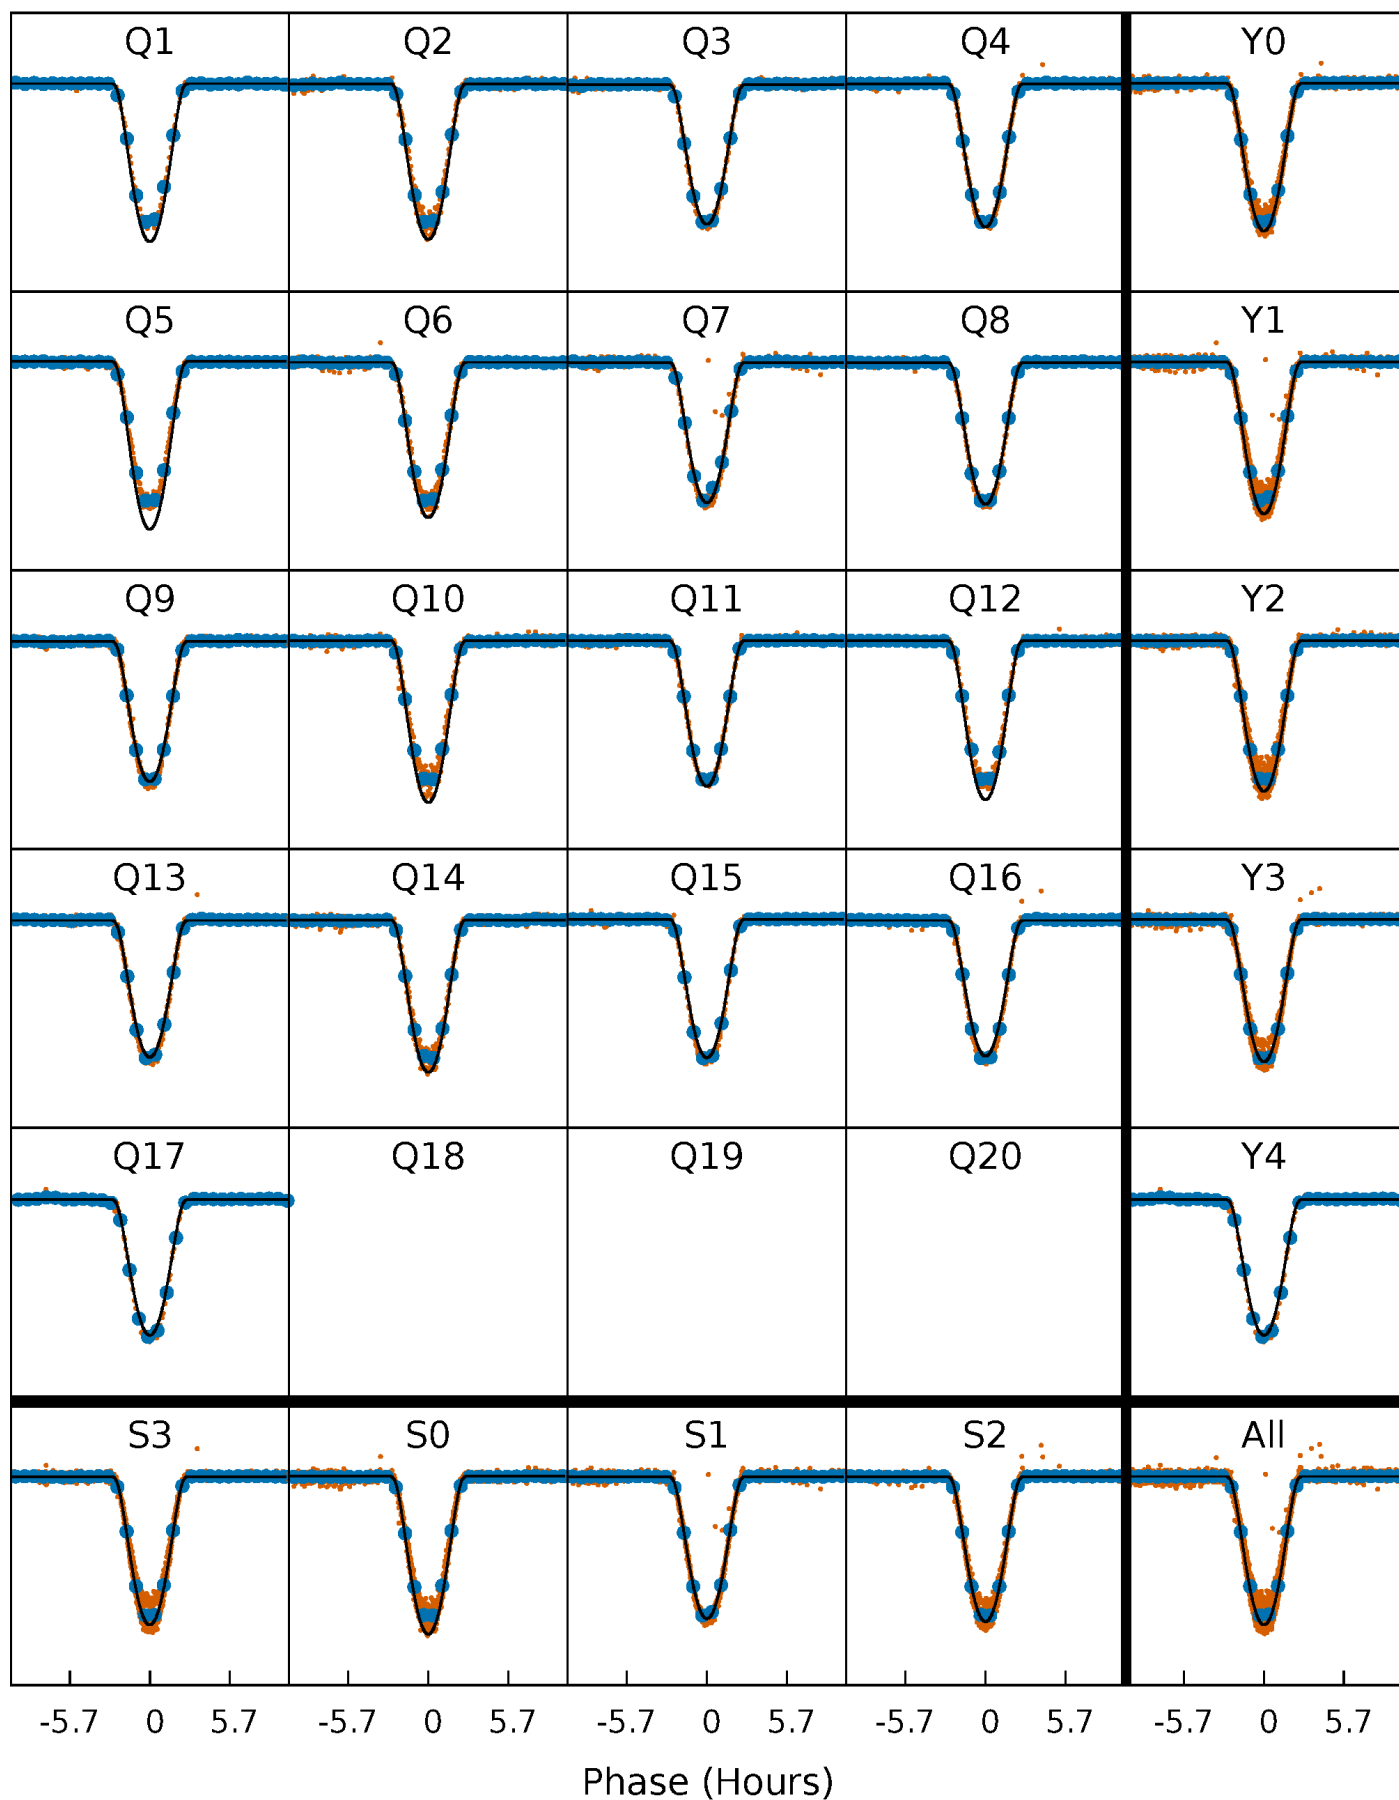 Q1 Q2 Q3 Q4 Y0
Q5 Q6 Q7 Q8 Y1
Q9 Q10 Q11 Q12 Y2
Q13 Q14 Q15 Q16 Y3
Q17 Q18 Q19 Q20 Y4
S3 S0 S1 S2 All
-5.7 0 5.7 -5.7 0 5.7 -5.7 0 5.7 -5.7 0 5.7 -5.7 0 5.7
Phase (Hours)